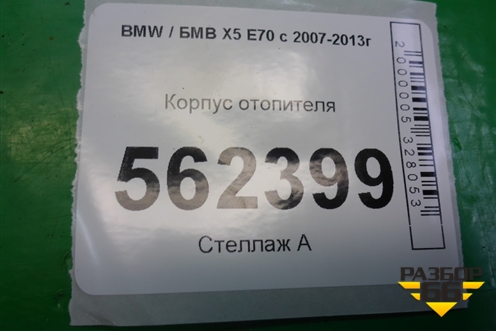 BMW / БМВ X5 E70 с 2007-2013г
Корпус отопителя
562399
Стеллаж А
2000005328053
РАЗБОР
66